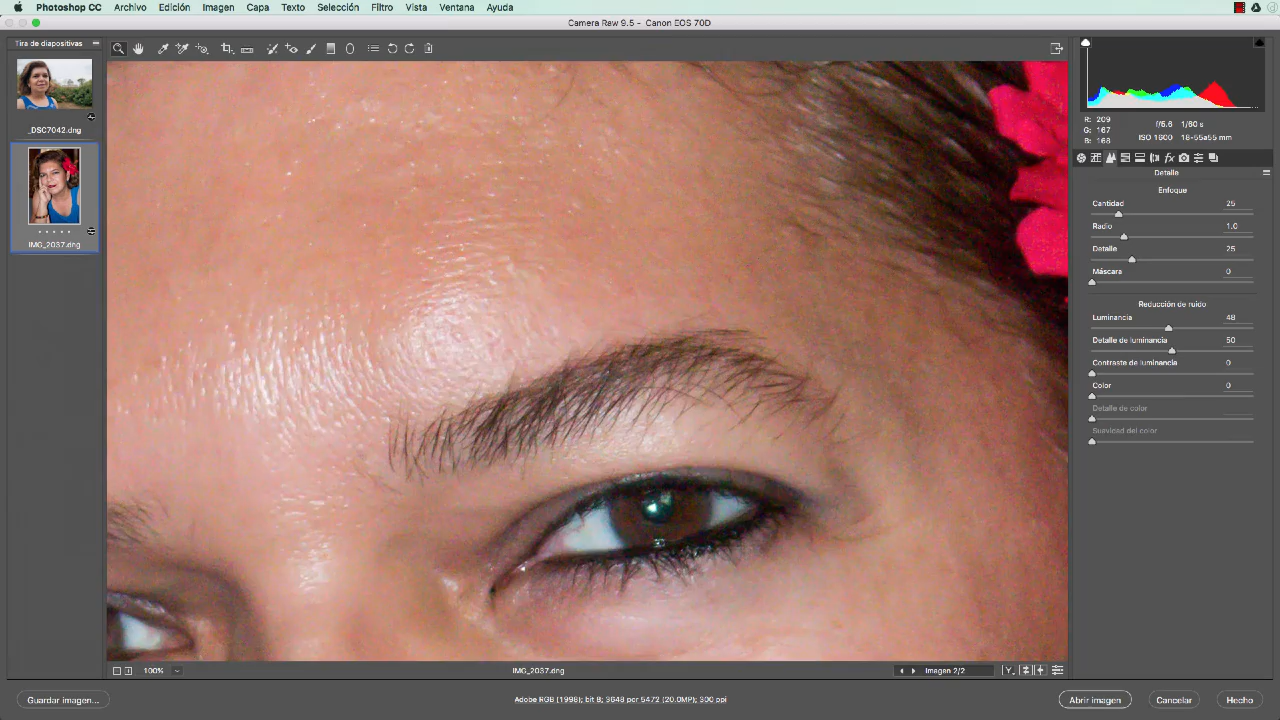 Photoshop CC Archivo Edición Imagen Capa Texto Selección Filtro Vista Ventana Ayuda
Camera Raw 9.5 - Canon EOS 70D
Tira de diapositivas
_DSC7042.dng
IMG_2037.dng
R: 209
G: 167
B: 168
f/5.6 1/60 s
ISO 1600 18-55a55 mm
Detalle
Enfoque
Cantidad 25
Radio 1.0
Detalle 25
Máscara 0
Reducción de ruido
Luminancia 48
Detalle de luminancia 50
Contraste de luminancia 0
Color 0
Detalle de color
Suavidad del color
100%
IMG_2037.dng
Imagen 2/2
Y
Guardar imagen...
Adobe RGB (1998); bit 8; 3648 por 5472 (20.0MP); 300 ppi
Abrir imagen
Cancelar
Hecho